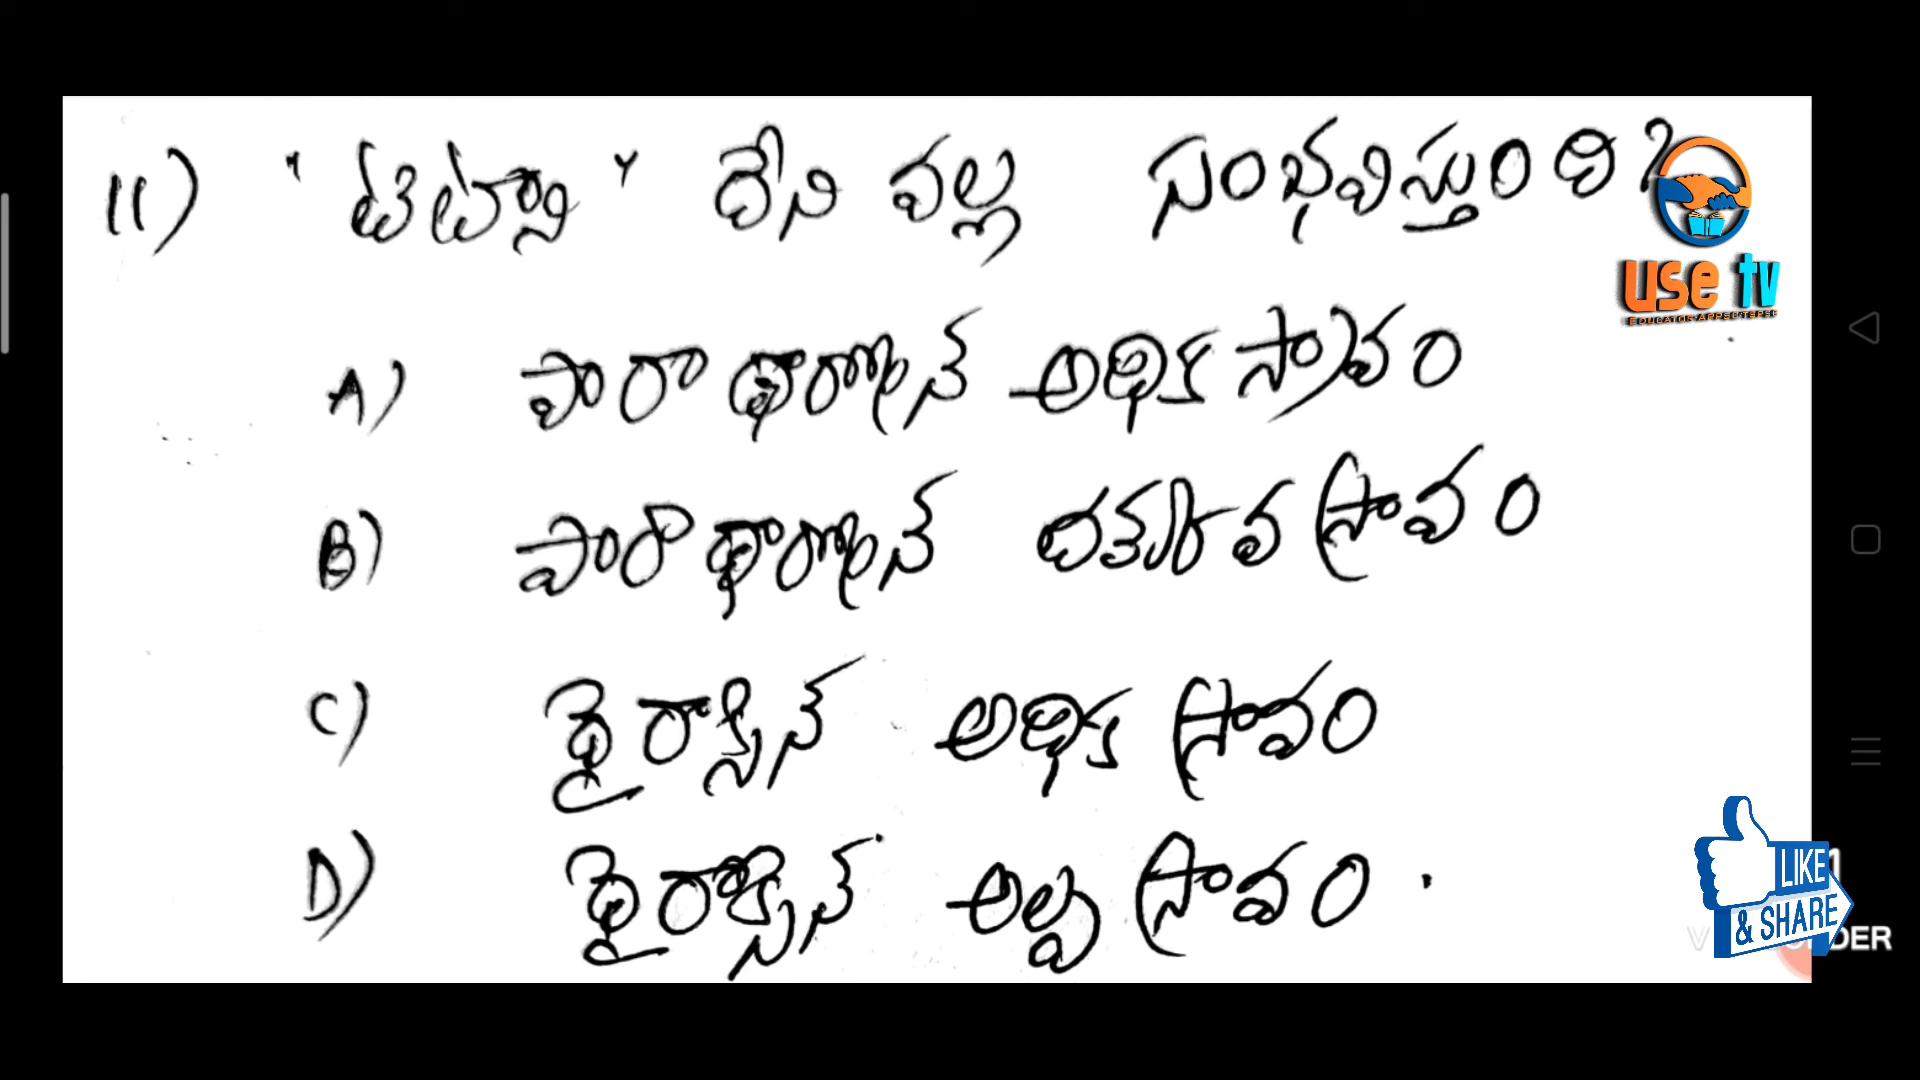 11) "టెటాని" దేని వల్ల సంభవిస్తుంది?
use tv
A) పారాథార్మోన్ అధిక స్రావం
B) పారాథార్మోన్ తక్కువ స్రావం
C) థైరాక్సిన్ అధిక స్రావం
D) థైరాక్సిన్ అల్ప స్రావం.
LIKE
& SHARE